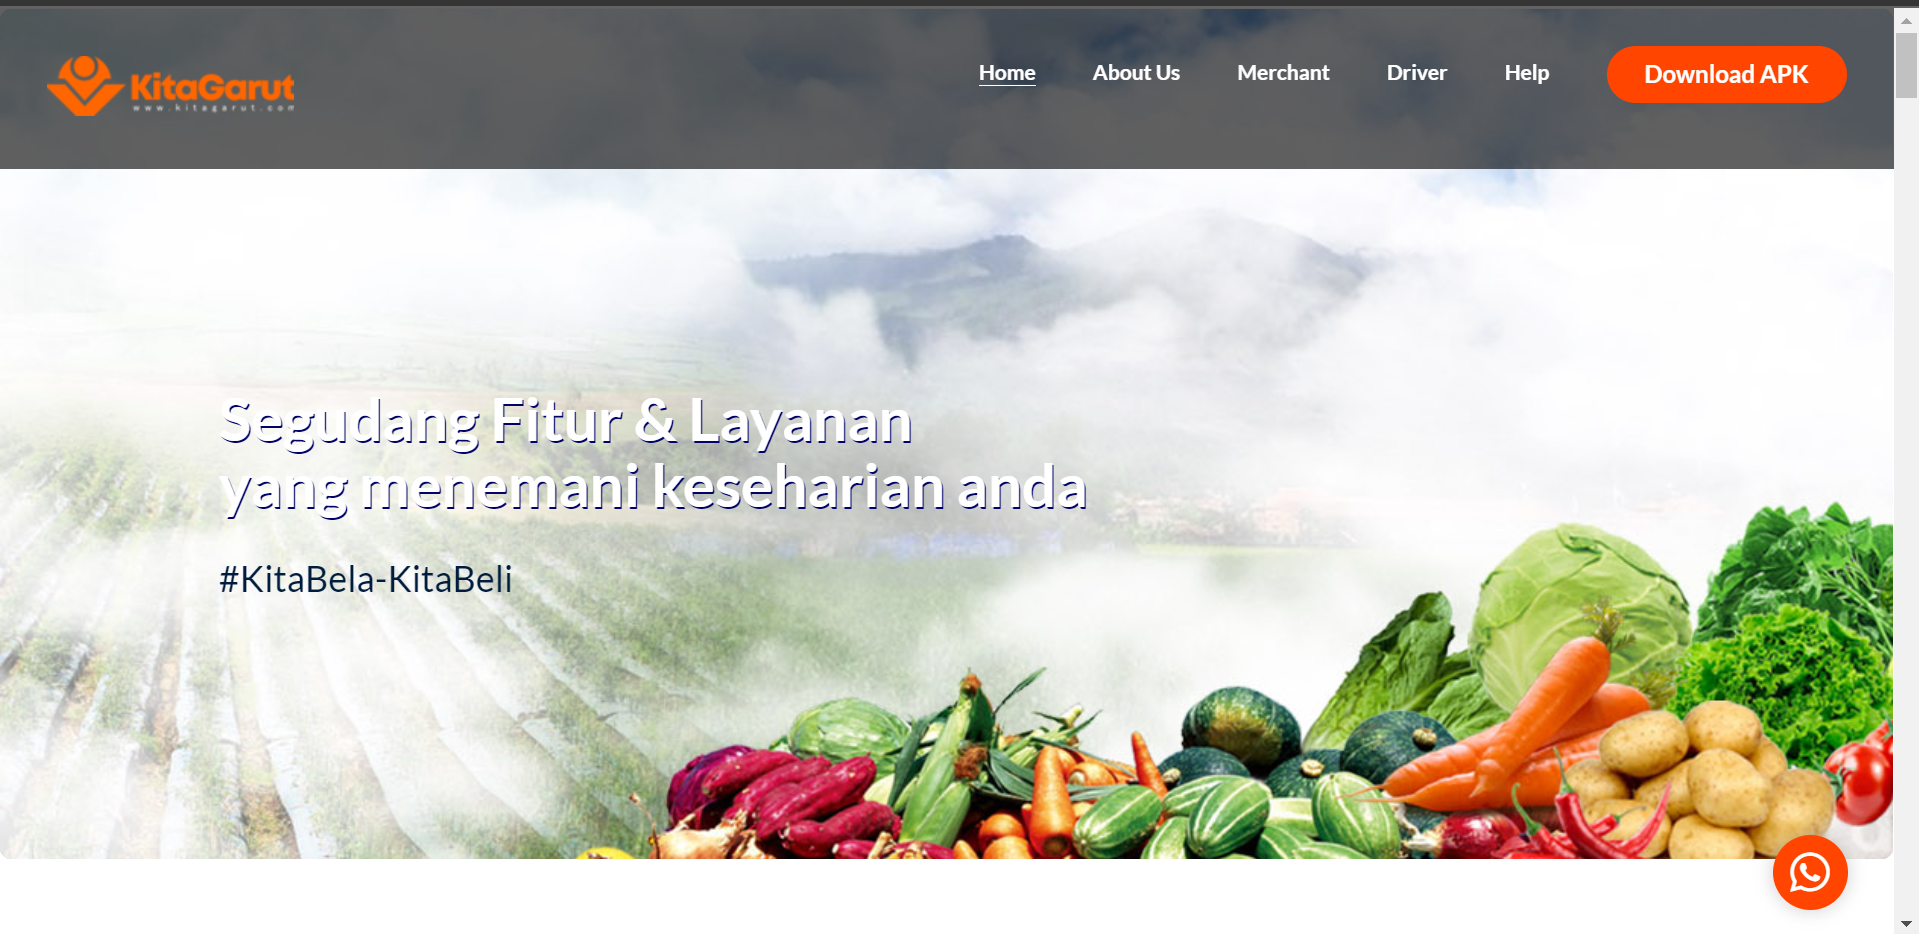 KitaGarut
www.kitagarut.com
Home
About Us
Merchant
Driver
Help
Download APK
Segudang Fitur & Layanan
yang menemani keseharian anda
#KitaBela-KitaBeli